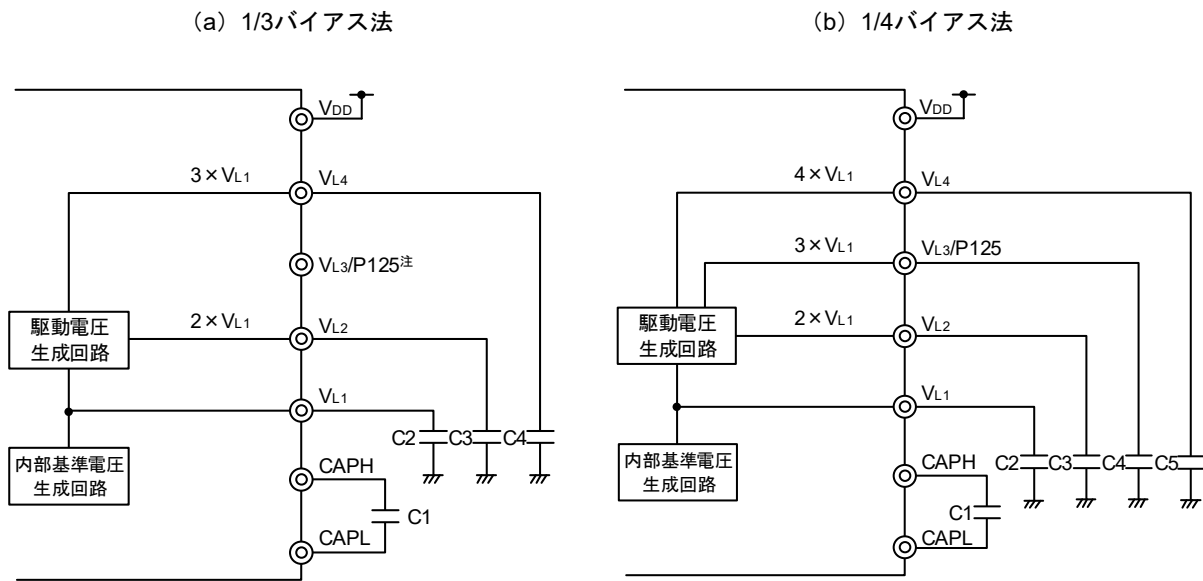 (a) 1/3バイアス法
VDD
3×VL1
VL4
VL3/P125注
駆動電圧
生成回路
2×VL1
VL2
VL1
C2
C3
C4
内部基準電圧
生成回路
CAPH
C1
CAPL
(b) 1/4バイアス法
VDD
4×VL1
VL4
3×VL1
VL3/P125
駆動電圧
生成回路
2×VL1
VL2
VL1
C2
C3
C4
C5
内部基準電圧
生成回路
CAPH
C1
CAPL